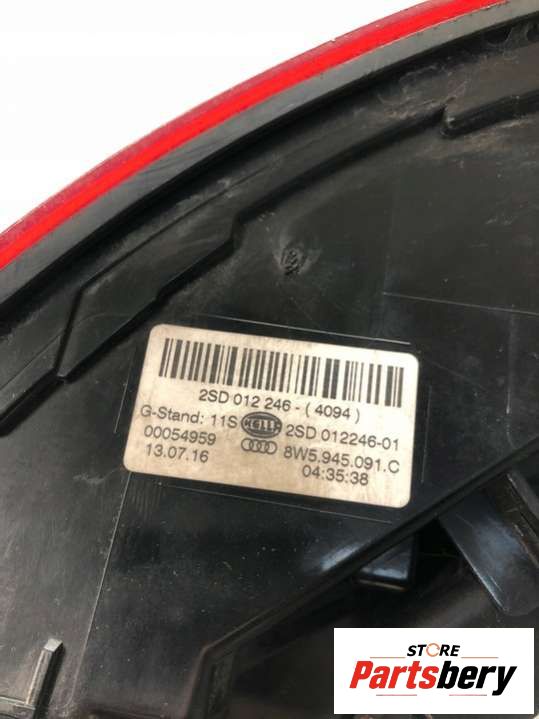 2SD 012 246-(4094)
G-Stand: 11S HELLA 2SD 012246-01
00054959 8W5.945.091.C
13.07.16 04:35:38
STORE
Partsbery